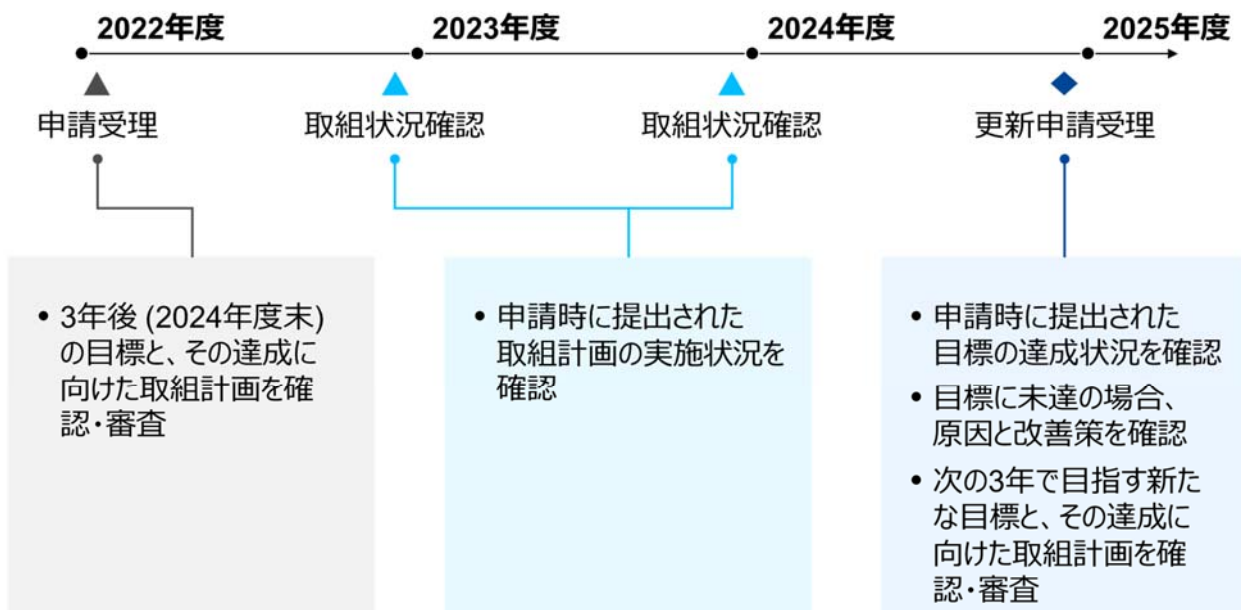 2022年度
2023年度
2024年度
2025年度
申請受理
取組状況確認
取組状況確認
更新申請受理
• 3年後 (2024年度末)
の目標と、その達成に
向けた取組計画を確
認・審査
• 申請時に提出された
取組計画の実施状況を
確認
• 申請時に提出された
目標の達成状況を確認
• 目標に未達の場合、
原因と改善策を確認
• 次の3年で目指す新た
な目標と、その達成に
向けた取組計画を確
認・審査